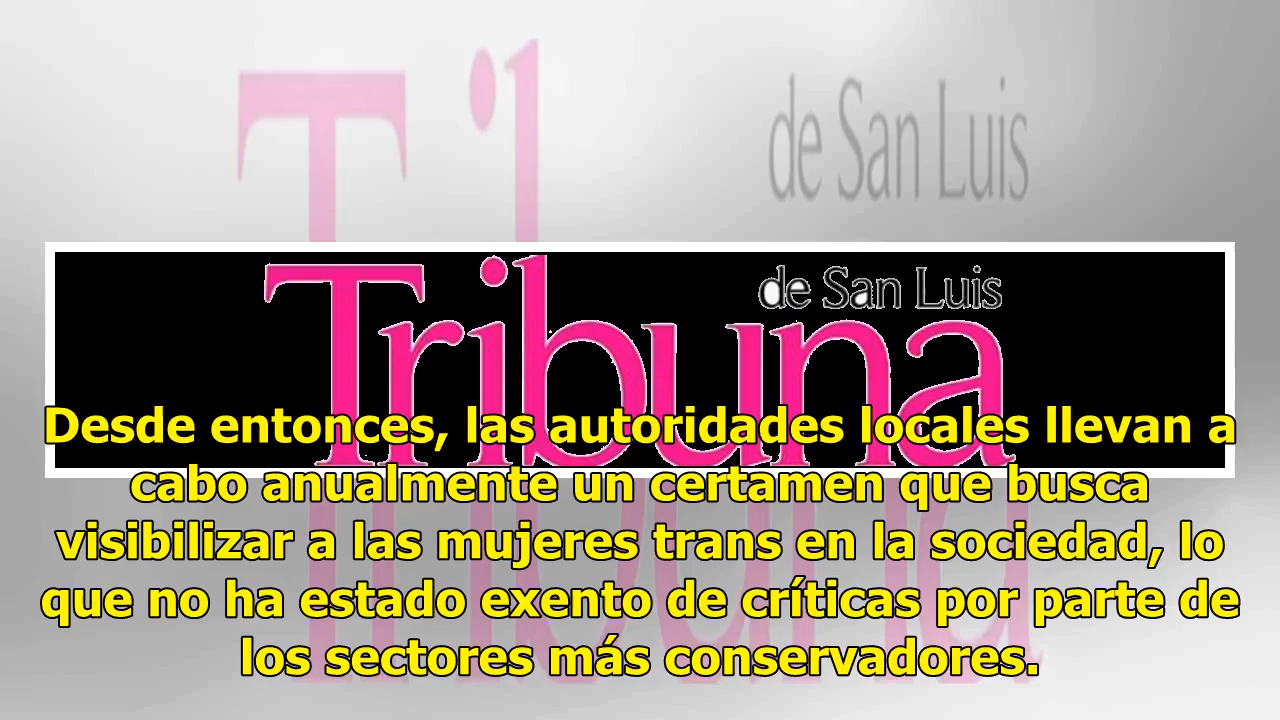 de San Luis
de San Luis
Tribuna
Desde entonces, las autoridades locales llevan a
cabo anualmente un certamen que busca
visibilizar a las mujeres trans en la sociedad, lo
que no ha estado exento de críticas por parte de
los sectores más conservadores.